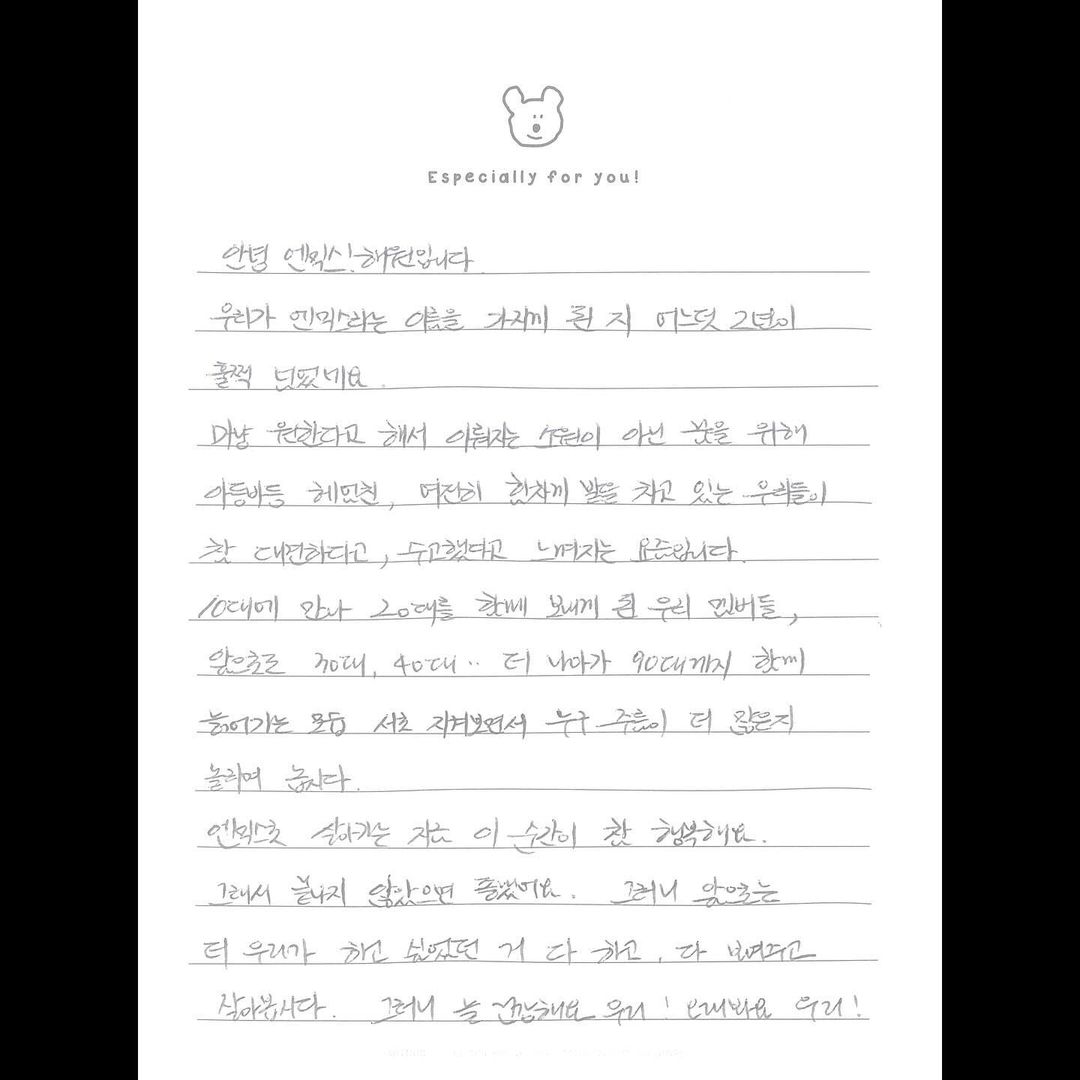 Especially for you!
안녕 엔믹스! 해원입니다
우리가 엔믹스라는 이름을 가지게 된 지 어느덧 2년이
훌쩍 넘었네요.
마냥 원한다고 해서 이뤄지는 소원이 아닌 꿈을 위해
아등바등 헤엄친, 여전히 힘차게 발을 차고 있는 우리들이
참 대견하다고, 수고했다고 느껴지는 요즘입니다.
10대에 만나 20대를 함께 보내게 된 우리 멤버들,
앞으로도 30대, 40대.. 더 나아가 90대까지 함께
늙어가는 모습 서로 지켜보면서 누구 주름이 더 많은지
놀리며 놉시다.
엔믹스로 살아가는 지금 이 순간이 참 행복해요.
그래서 끝나지 않았으면 좋겠어요. 그러니 앞으로는
더 우리가 하고 싶었던 거 다 하고, 다 보여주고
살아봅시다. 그러니 늘 건강해요 우리! 오래봐요 우리!